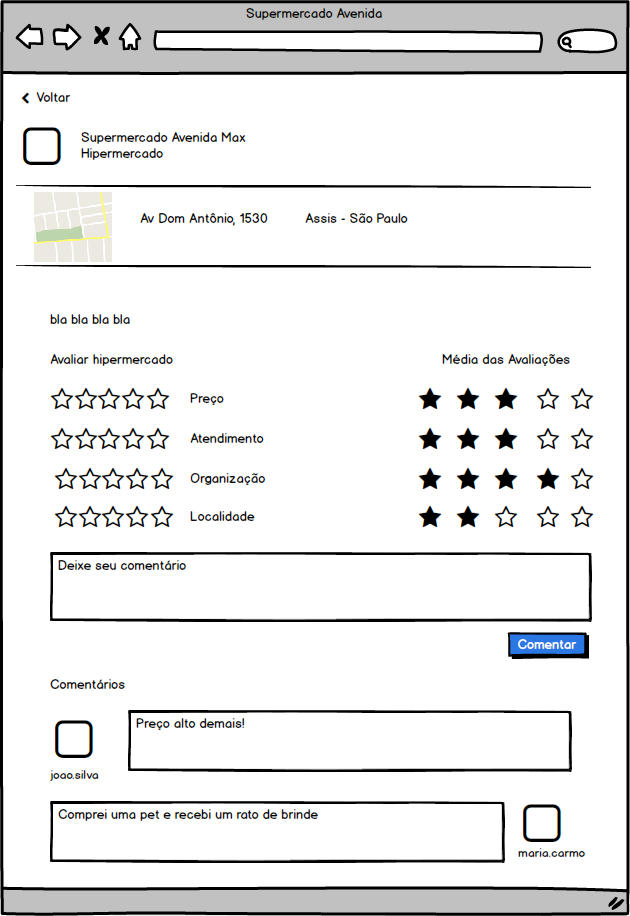 Supermercado Avenida
Voltar
Supermercado Avenida Max
Hipermercado
Av Dom Antônio, 1530 Assis - São Paulo
bla bla bla bla
Avaliar hipermercado Média das Avaliações
Preço
Atendimento
Organização
Localidade
Deixe seu comentário
Comentar
Comentários
Preço alto demais!
joao.silva
Comprei uma pet e recebi um rato de brinde
maria.carmo